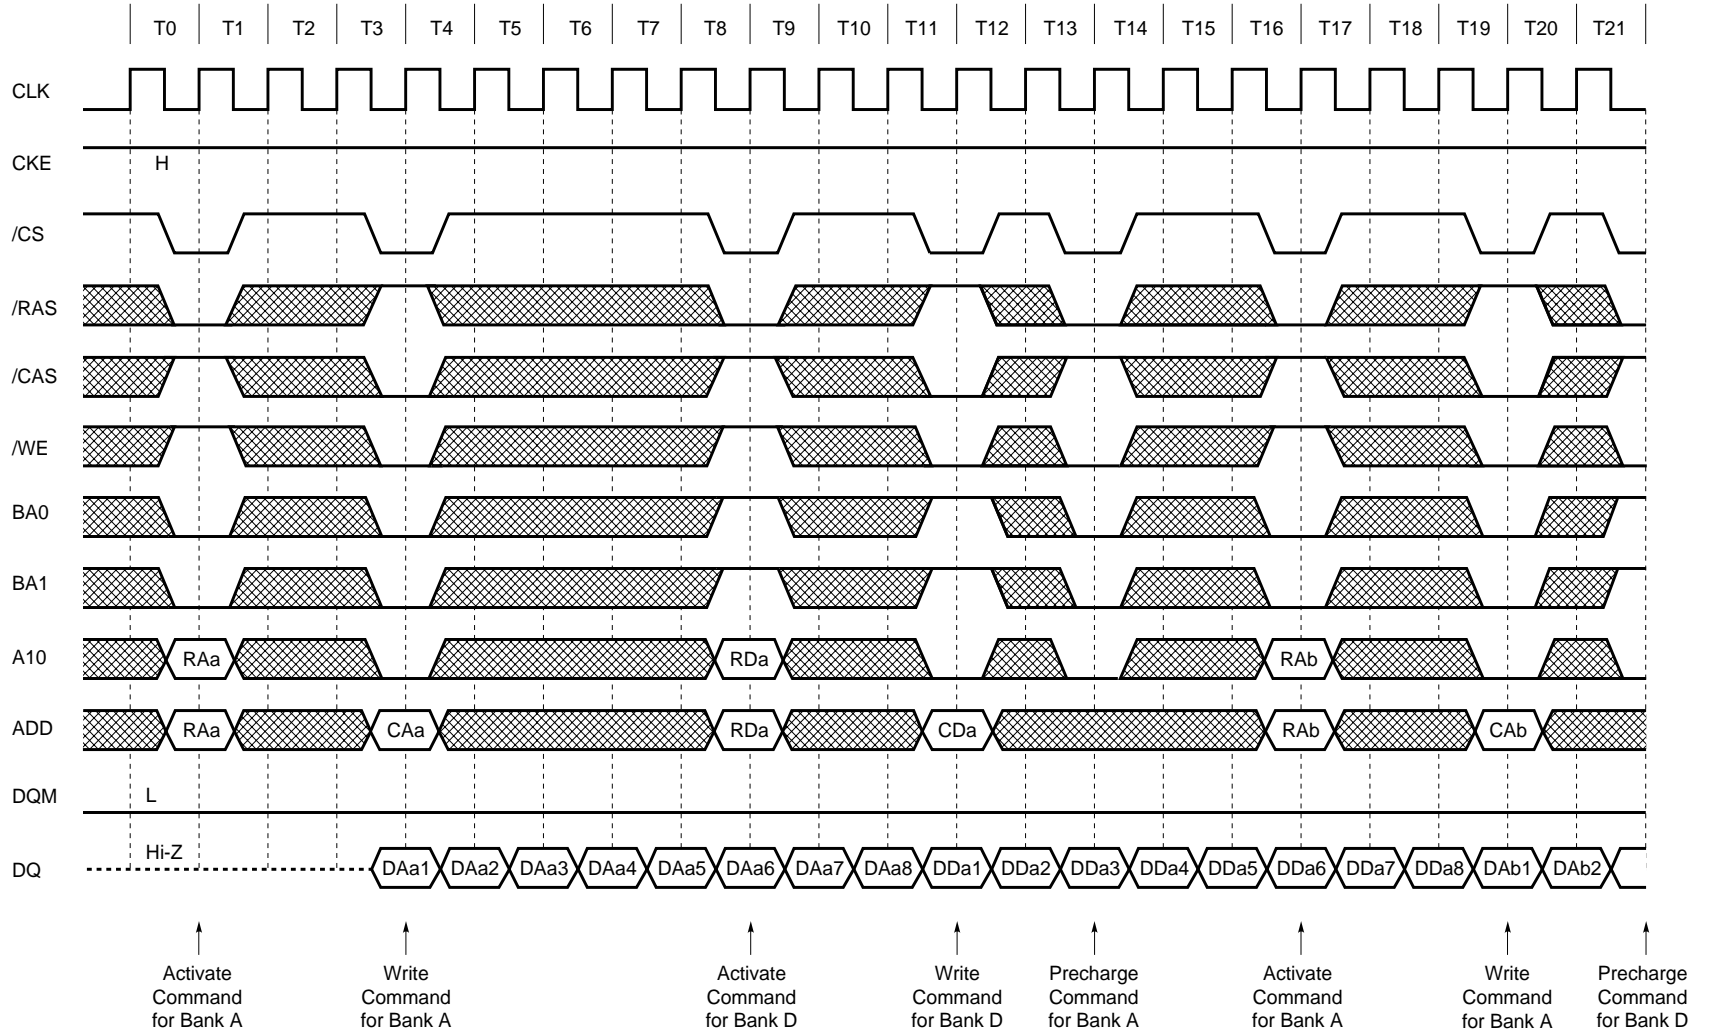 T0 T1 T2 T3 T4 T5 T6 T7 T8 T9 T10 T11 T12 T13 T14 T15 T16 T17 T18 T19 T20 T21
CLK
CKE H
/CS
/RAS
/CAS
/WE
BA0
BA1
A10 RAa RDa RAb
ADD RAa CAa RDa CDa RAb CAb
DQM L
Hi-Z
DQ DAa1 DAa2 DAa3 DAa4 DAa5 DAa6 DAa7 DAa8 DDa1 DDa2 DDa3 DDa4 DDa5 DDa6 DDa7 DDa8 DAb1 DAb2
Activate
Command
for Bank A
Write
Command
for Bank A
Activate
Command
for Bank D
Write
Command
for Bank D
Precharge
Command
for Bank A
Activate
Command
for Bank A
Write
Command
for Bank A
Precharge
Command
for Bank D